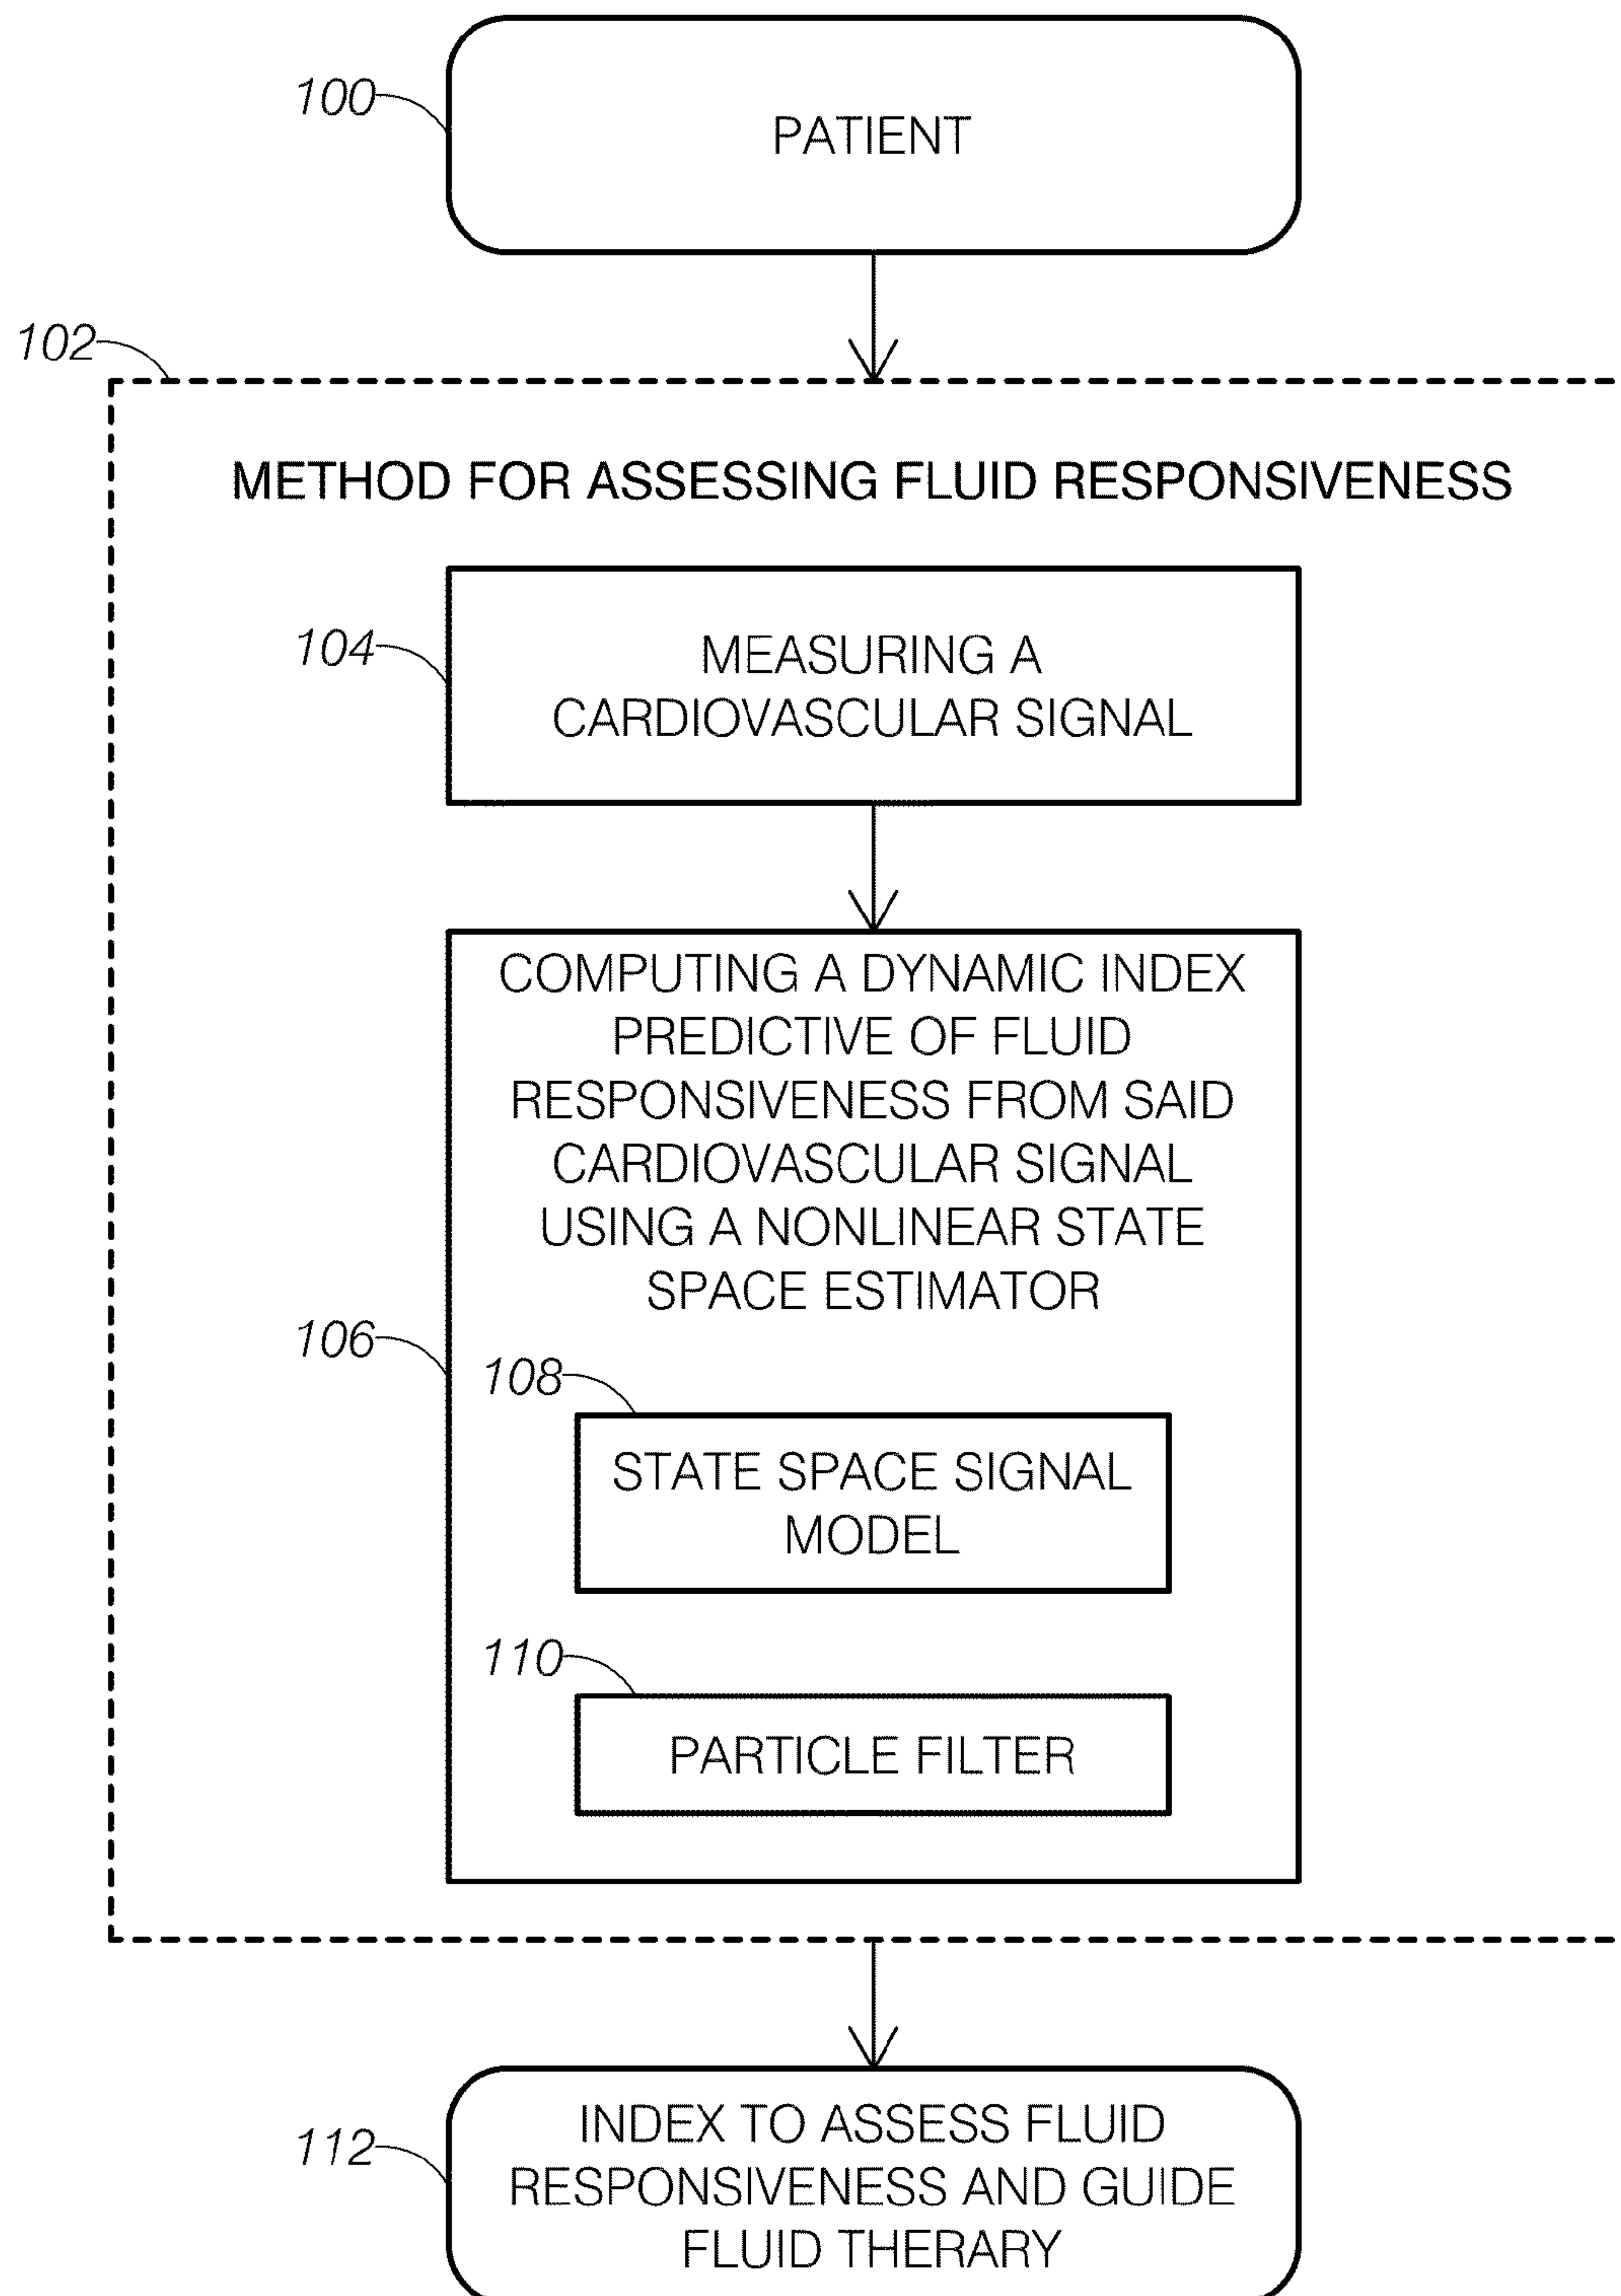 100
PATIENT
102
METHOD FOR ASSESSING FLUID RESPONSIVENESS
104
MEASURING A
CARDIOVASCULAR SIGNAL
COMPUTING A DYNAMIC INDEX
PREDICTIVE OF FLUID
RESPONSIVENESS FROM SAID
CARDIOVASCULAR SIGNAL
USING A NONLINEAR STATE
SPACE ESTIMATOR
106
108
STATE SPACE SIGNAL
MODEL
110
PARTICLE FILTER
112
INDEX TO ASSESS FLUID
RESPONSIVENESS AND GUIDE
FLUID THERARY